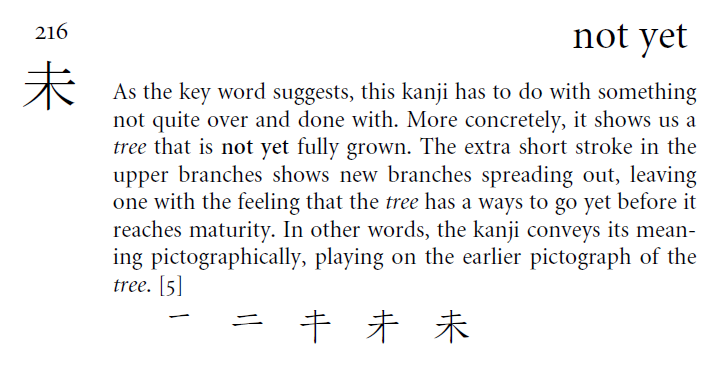 216
not yet
未
As the key word suggests, this kanji has to do with something
not quite over and done with. More concretely, it shows us a
tree that is not yet fully grown. The extra short stroke in the
upper branches shows new branches spreading out, leaving
one with the feeling that the tree has a ways to go yet before it
reaches maturity. In other words, the kanji conveys its mean-
ing pictographically, playing on the earlier pictograph of the
tree. [5]
一 二 キ 才 未